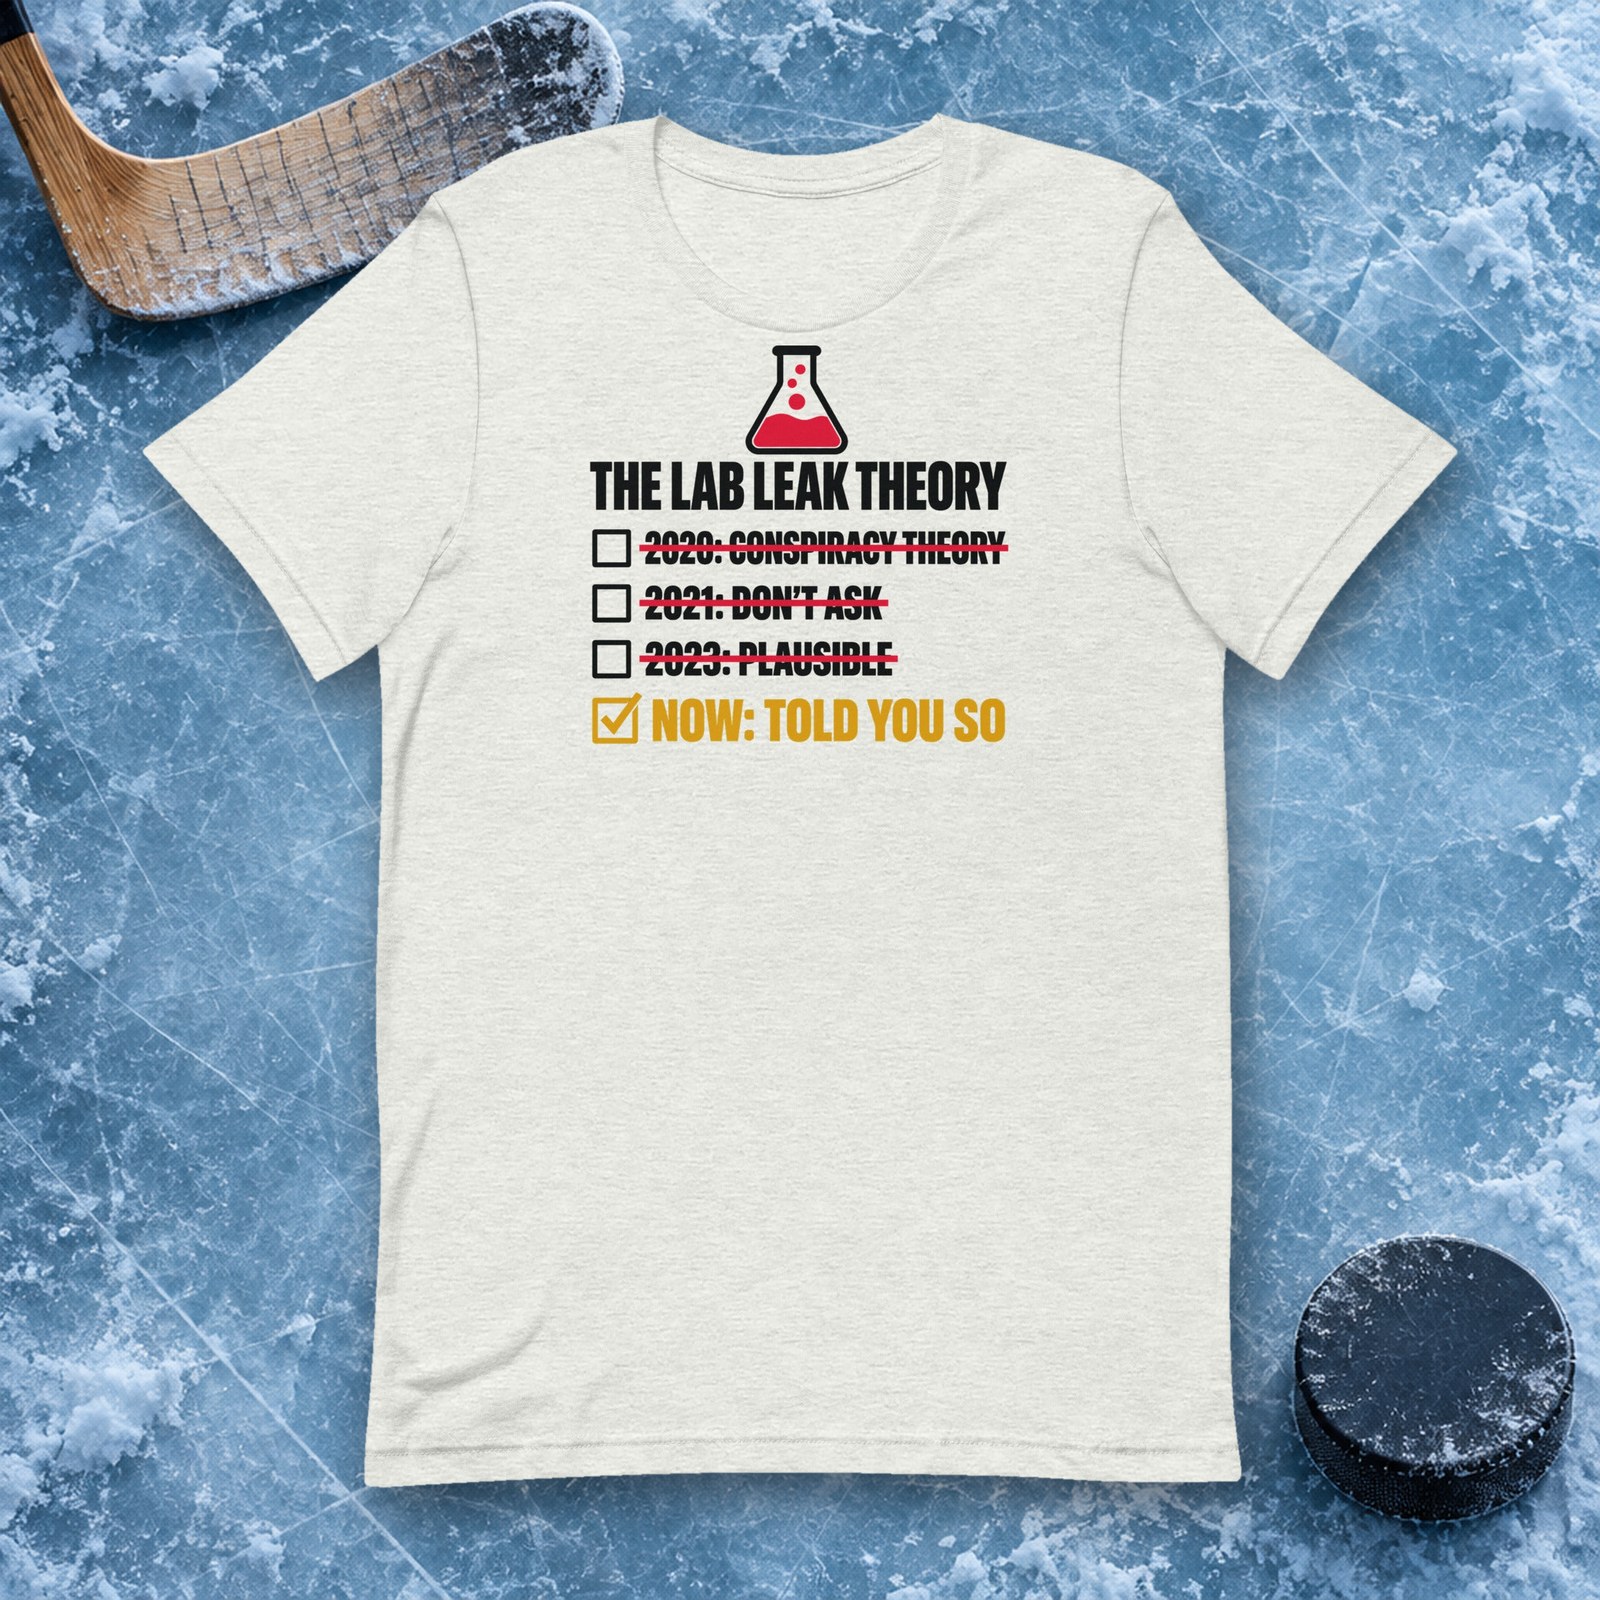 THE LAB LEAK THEORY
2020: CONSPIRACY THEORY
2021: DON'T ASK
2023: PLAUSIBLE
NOW: TOLD YOU SO